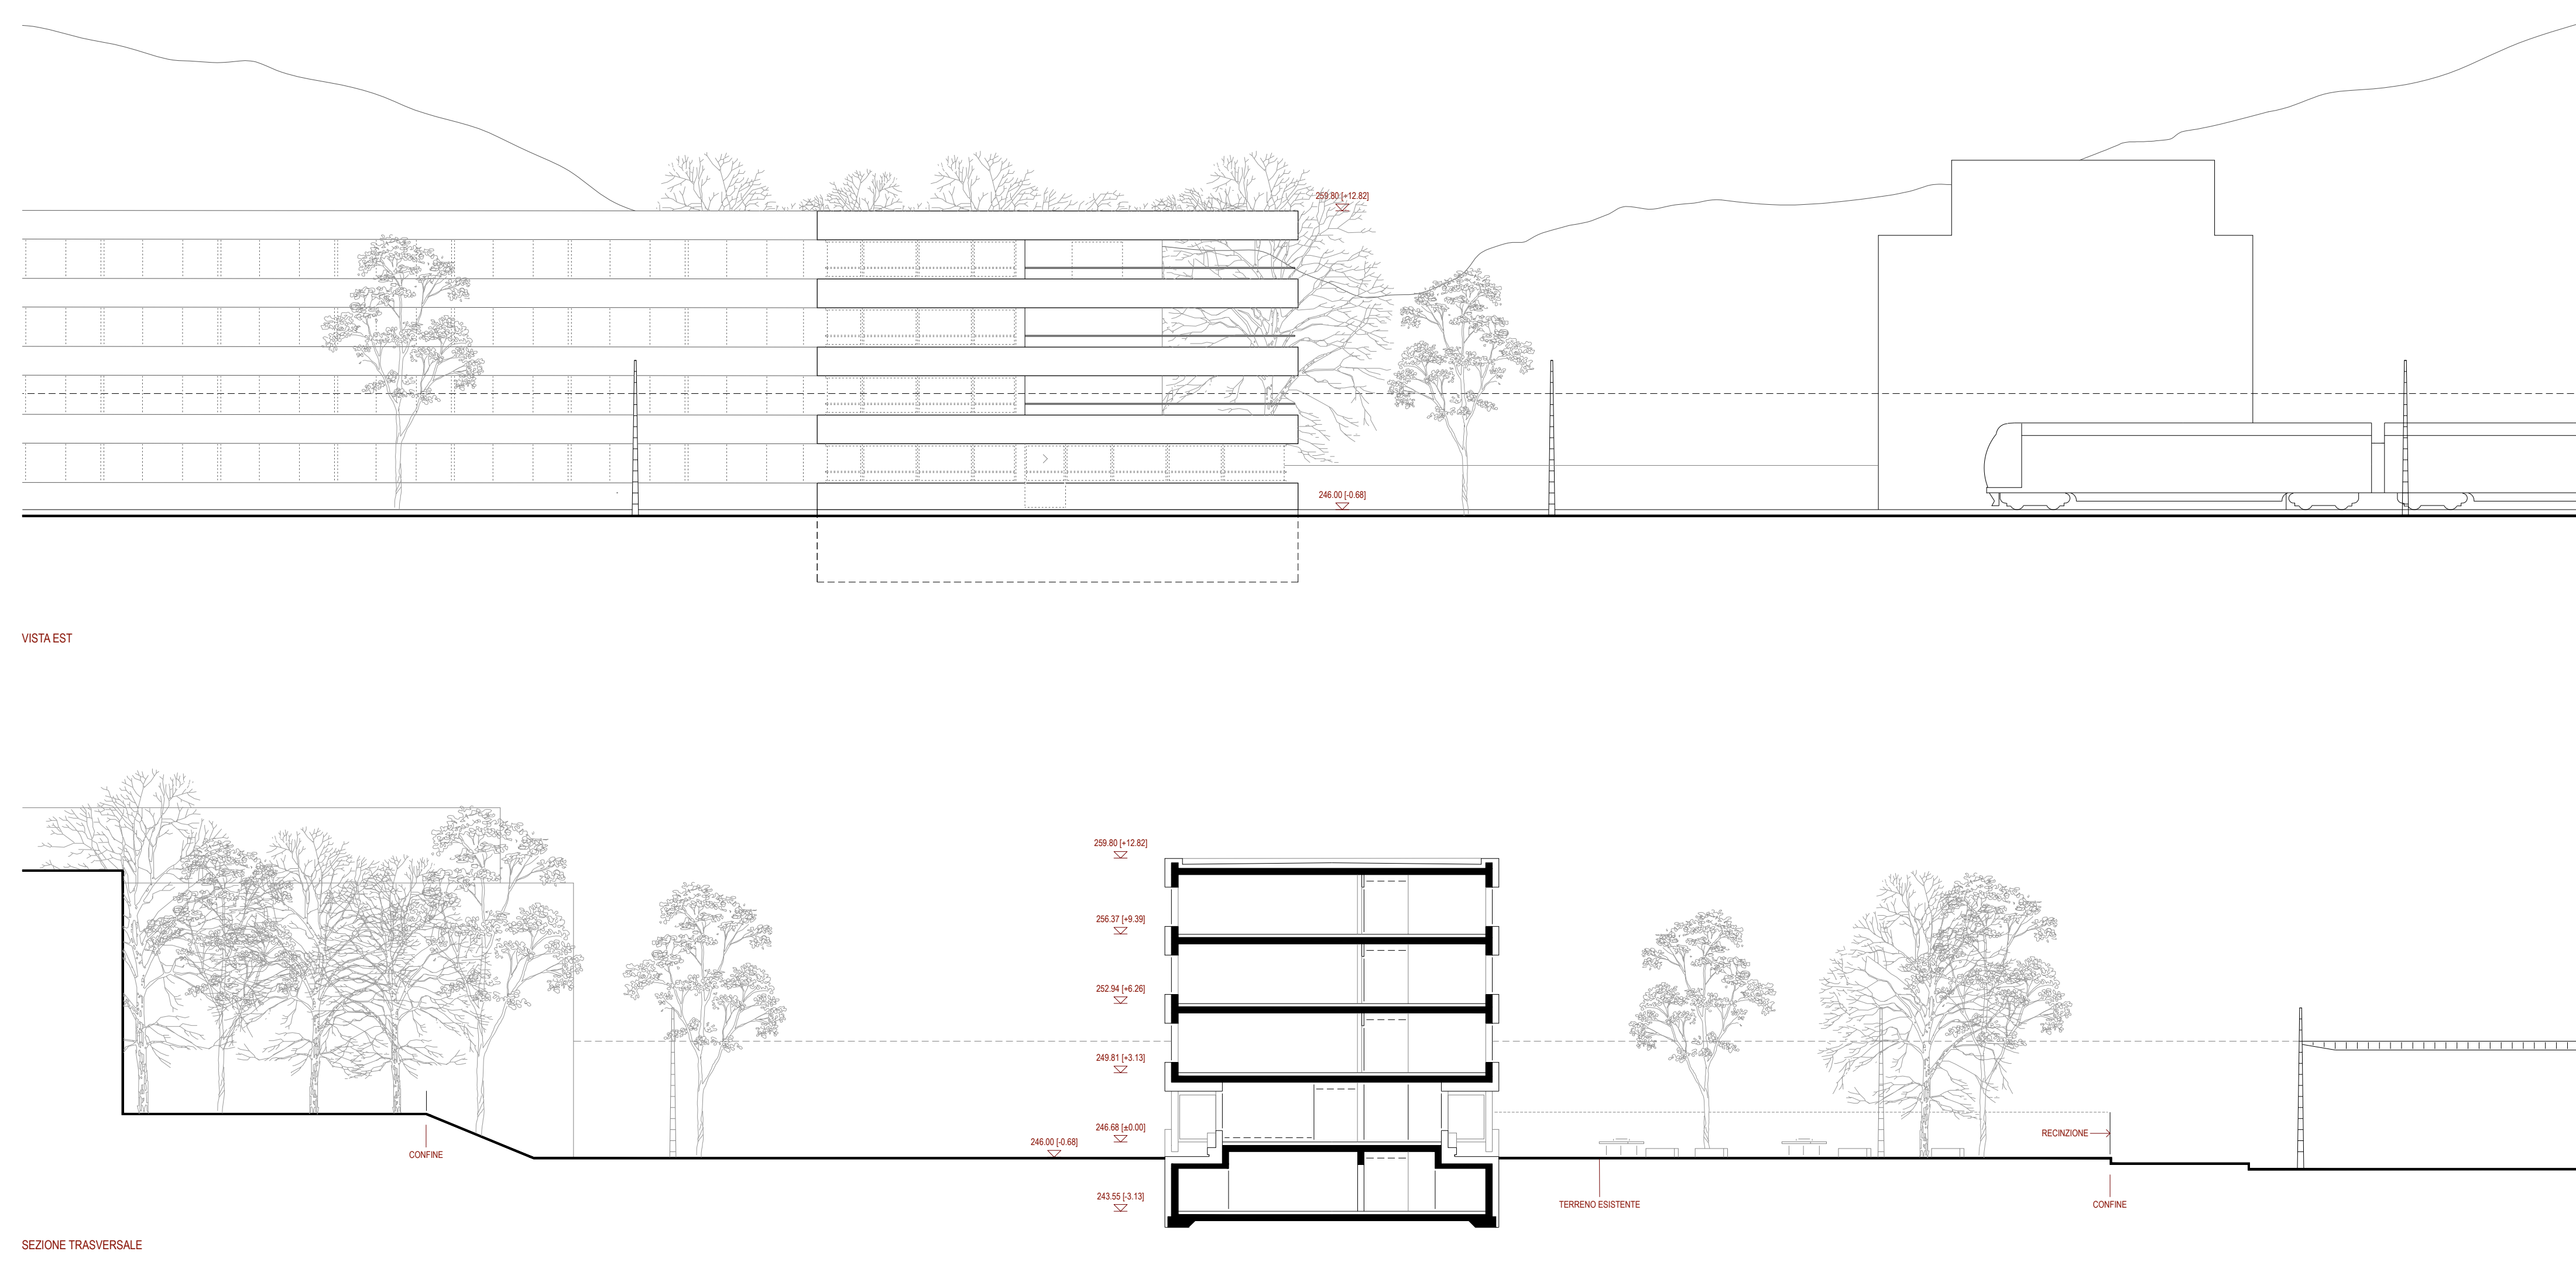 259.80 [+12.82]
246.00 [-0.68]
VISTA EST
259.80 [+12.82]
256.37 [+9.39]
252.94 [+6.26]
249.81 [+3.13]
246.68 [±0.00]
246.00 [-0.68]
RECINZIONE
CONFINE
243.55 [-3.13]
TERRENO ESISTENTE
CONFINE
SEZIONE TRASVERSALE